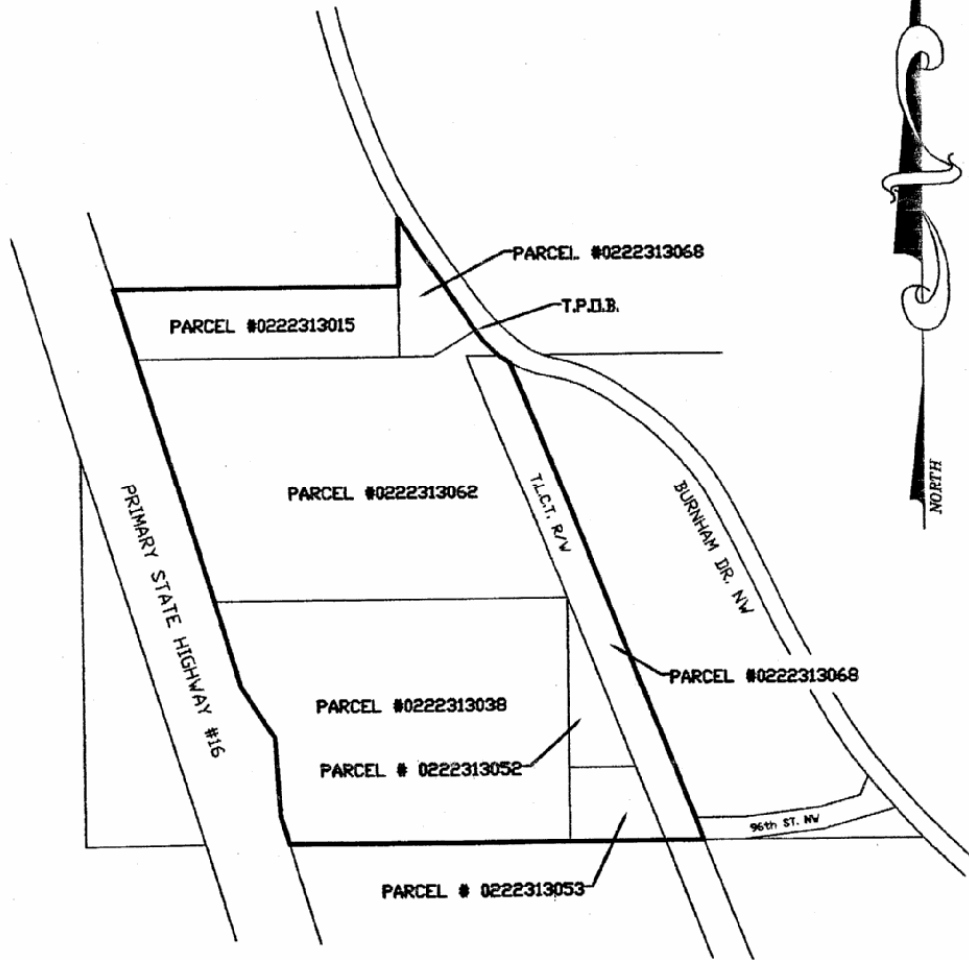 PARCEL #0222313068
T.P.O.B.
PARCEL #0222313015
NORTH
PARCEL #0222313062
T.L.C.T. R/W
BURNHAM DR. NW
PRIMARY STATE HIGHWAY #16
PARCEL #0222313068
PARCEL #0222313038
PARCEL # 0222313052
96th ST. NW
PARCEL # 0222313053